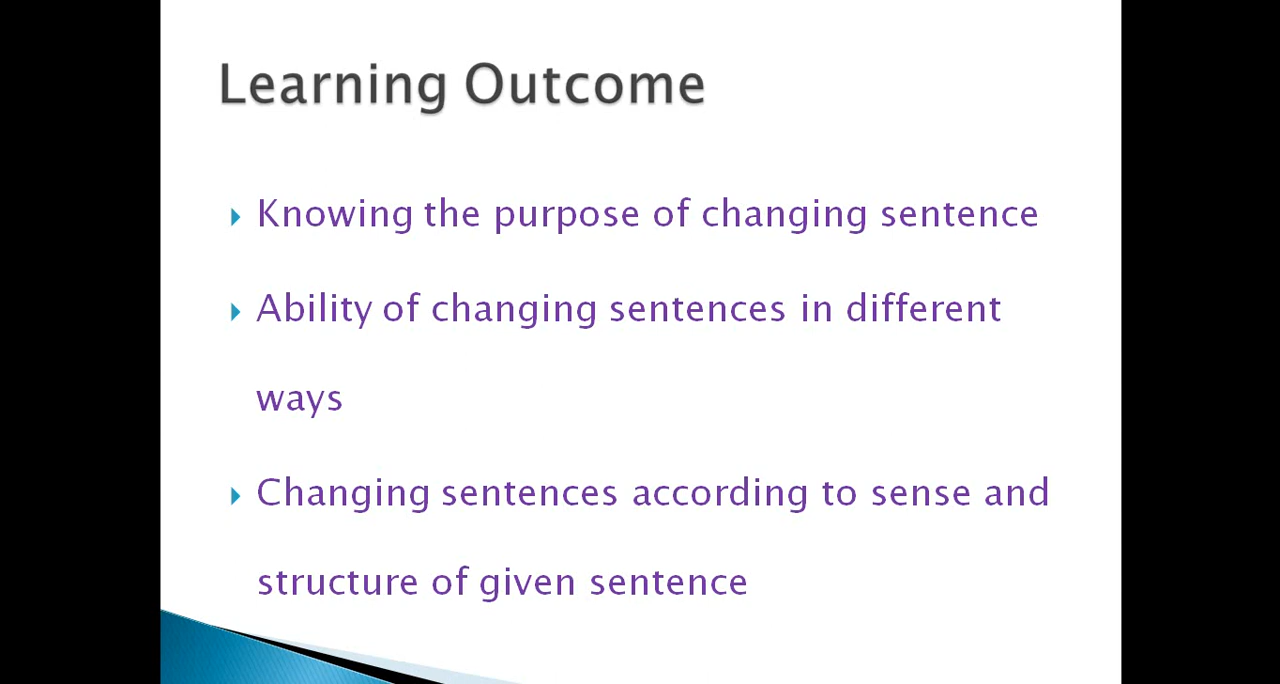 Learning Outcome
Knowing the purpose of changing sentence
Ability of changing sentences in different
ways
Changing sentences according to sense and
structure of given sentence